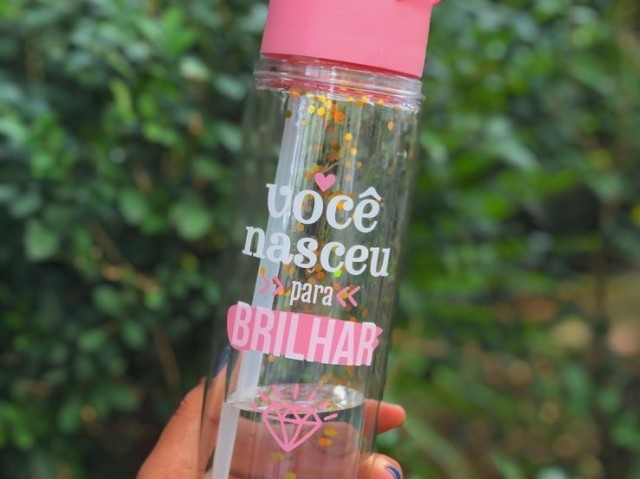 você
nasceu
para
BRILHAR